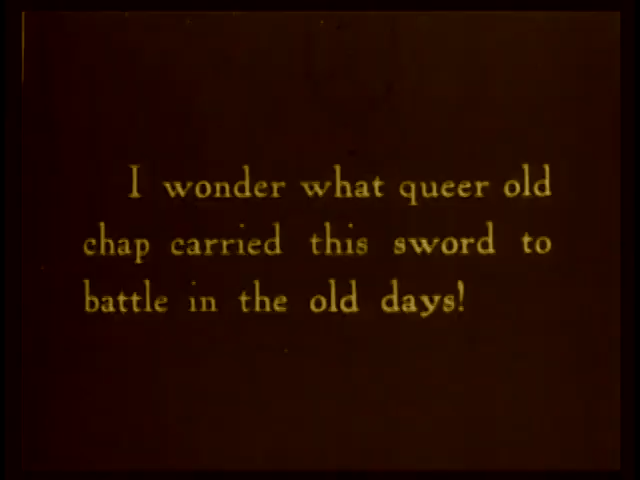 I wonder what queer old
chap carried this sword to
battle in the old days!